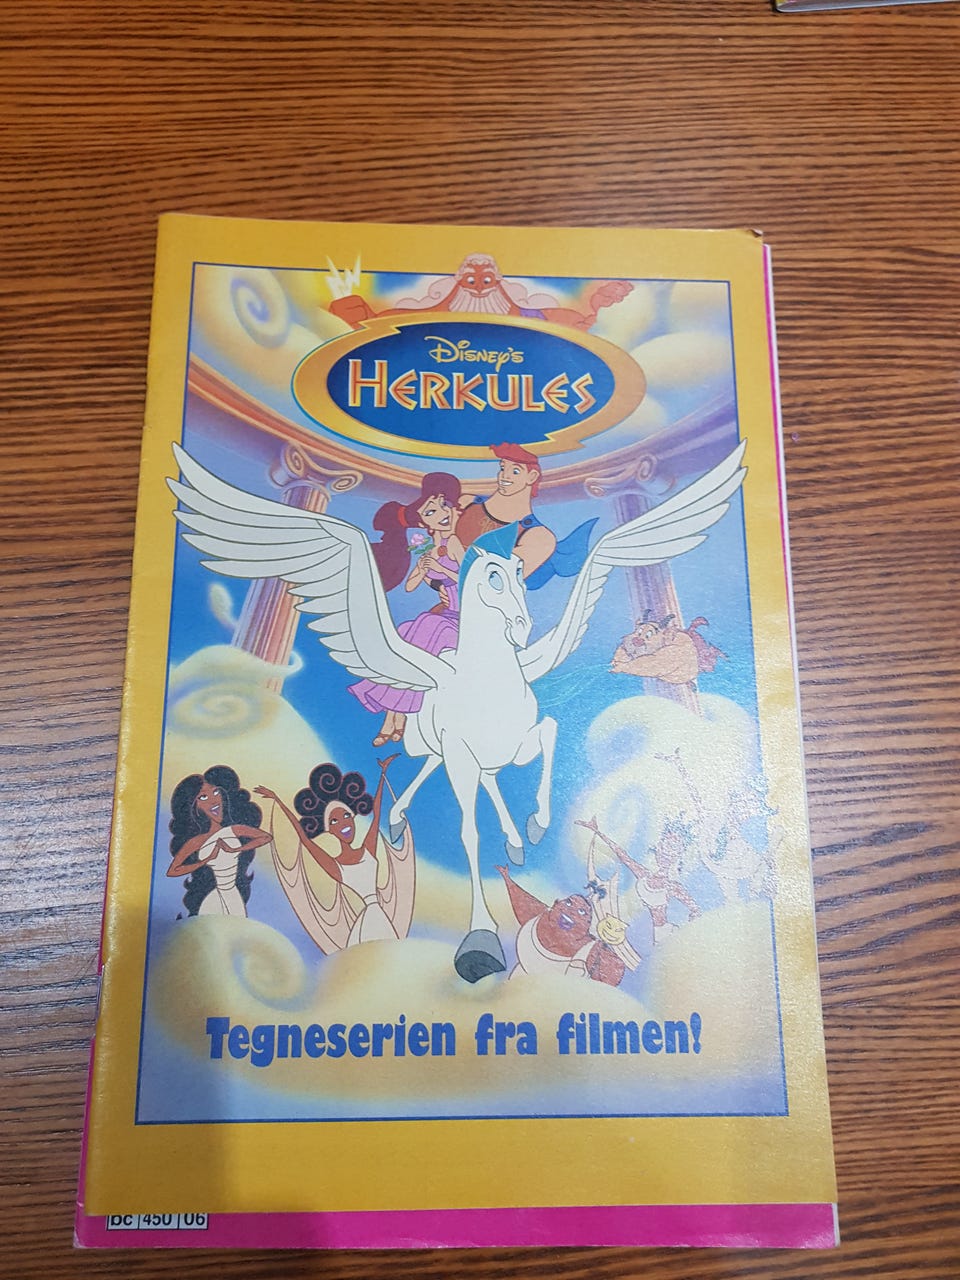 Disney's
HERKULES
Tegneserien fra filmen!
bc 450 06